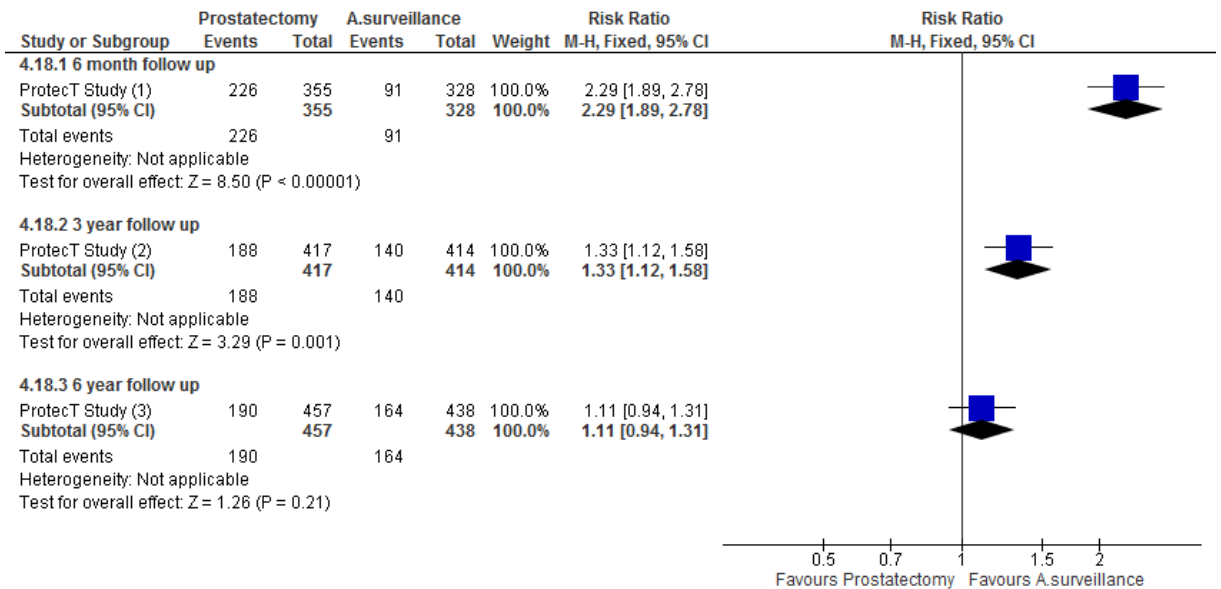 Prostatectomy A.surveillance Risk Ratio Risk Ratio
Study or Subgroup Events Total Events Total Weight M-H, Fixed, 95% CI M-H, Fixed, 95% CI
4.18.1 6 month follow up
ProtecT Study (1) 226 355 91 328 100.0% 2.29 [1.89, 2.78]
Subtotal (95% CI) 355 328 100.0% 2.29 [1.89, 2.78]
Total events 226 91
Heterogeneity: Not applicable
Test for overall effect: Z = 8.50 (P < 0.00001)
4.18.2 3 year follow up
ProtecT Study (2) 188 417 140 414 100.0% 1.33 [1.12, 1.58]
Subtotal (95% CI) 417 414 100.0% 1.33 [1.12, 1.58]
Total events 188 140
Heterogeneity: Not applicable
Test for overall effect: Z = 3.29 (P = 0.001)
4.18.3 6 year follow up
ProtecT Study (3) 190 457 164 438 100.0% 1.11 [0.94, 1.31]
Subtotal (95% CI) 457 438 100.0% 1.11 [0.94, 1.31]
Total events 190 164
Heterogeneity: Not applicable
Test for overall effect: Z = 1.26 (P = 0.21)
0.5 0.7 1 1.5 2
Favours Prostatectomy Favours A.surveillance